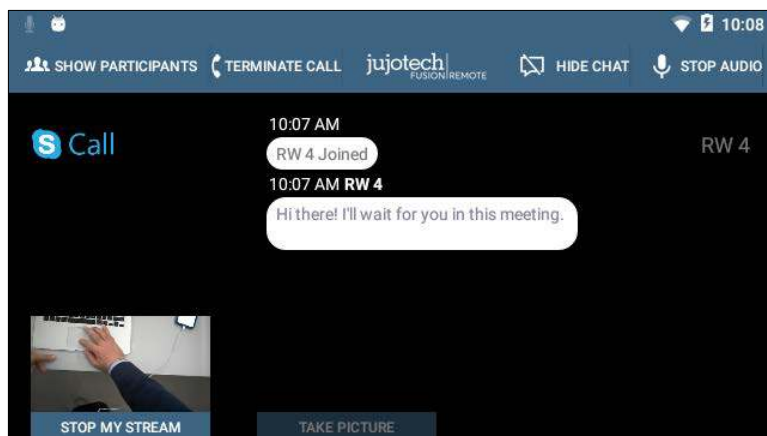 10:08
SHOW PARTICIPANTS TERMINATE CALL jujotech FUSION REMOTE HIDE CHAT STOP AUDIO
10:07 AM
S Call
RW 4
RW 4 Joined
10:07 AM RW 4
Hi there! I'll wait for you in this meeting.
STOP MY STREAM TAKE PICTURE